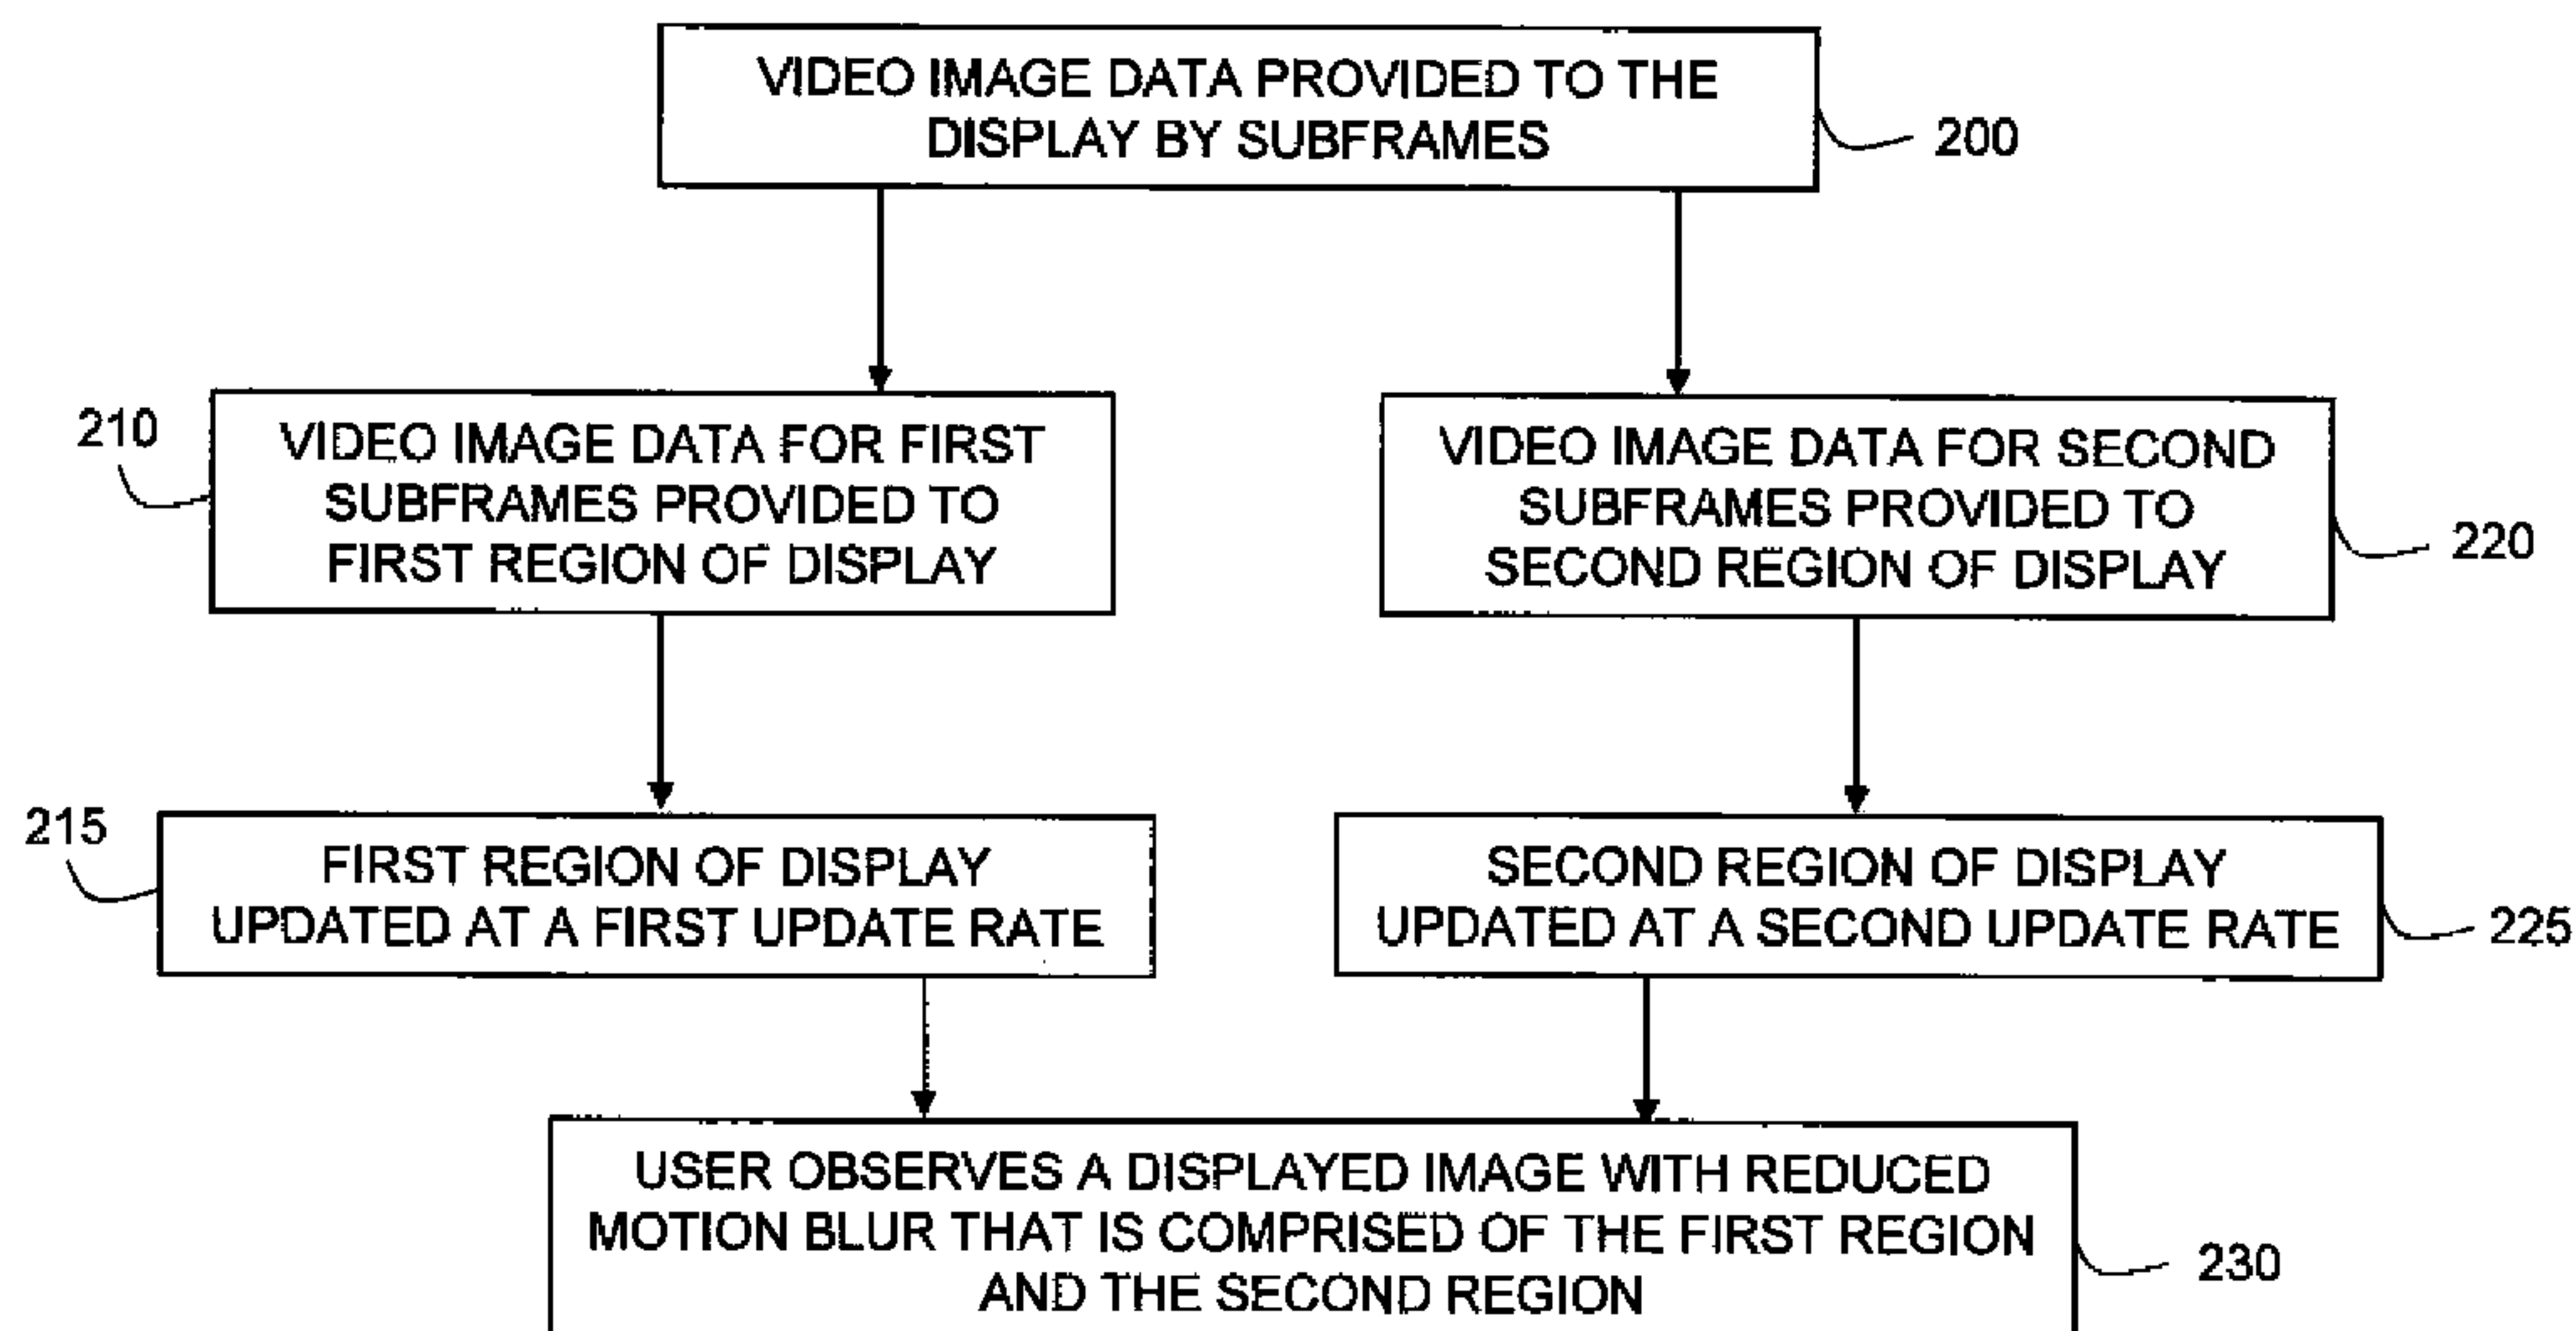 VIDEO IMAGE DATA PROVIDED TO THE
DISPLAY BY SUBFRAMES
200
210
VIDEO IMAGE DATA FOR FIRST
SUBFRAMES PROVIDED TO
FIRST REGION OF DISPLAY
VIDEO IMAGE DATA FOR SECOND
SUBFRAMES PROVIDED TO
SECOND REGION OF DISPLAY
220
215
FIRST REGION OF DISPLAY
UPDATED AT A FIRST UPDATE RATE
SECOND REGION OF DISPLAY
UPDATED AT A SECOND UPDATE RATE
225
USER OBSERVES A DISPLAYED IMAGE WITH REDUCED
MOTION BLUR THAT IS COMPRISED OF THE FIRST REGION
AND THE SECOND REGION
230